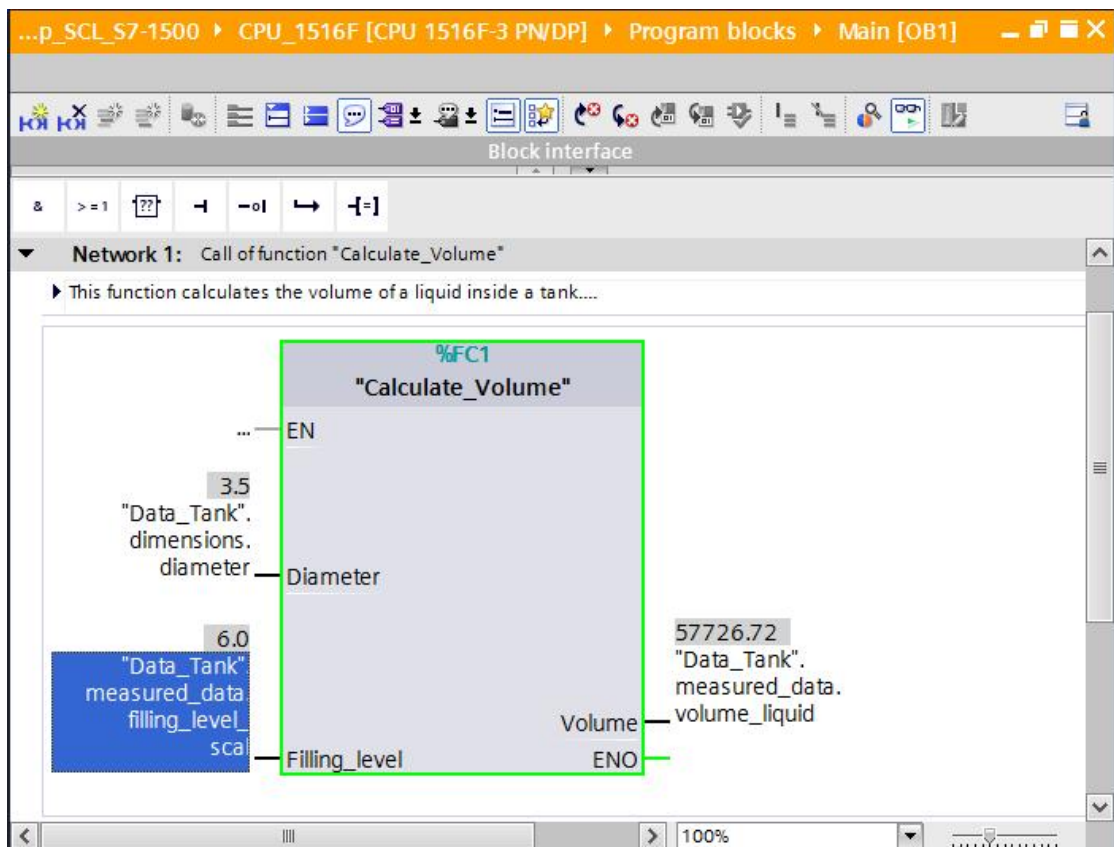 ...p_SCL_S7-1500 ▸ CPU_1516F [CPU 1516F-3 PN/DP] ▸ Program blocks ▸ Main [OB1]
Block interface
& >=1 ?? -[=]
Network 1: Call of function "Calculate_Volume"
This function calculates the volume of a liquid inside a tank....
%FC1
"Calculate_Volume"
... EN
3.5
"Data_Tank".
dimensions.
diameter
Diameter
6.0
"Data_Tank".
measured_data.
filling_level_
scal
Filling_level
57726.72
"Data_Tank".
measured_data.
volume_liquid
Volume
ENO
100%